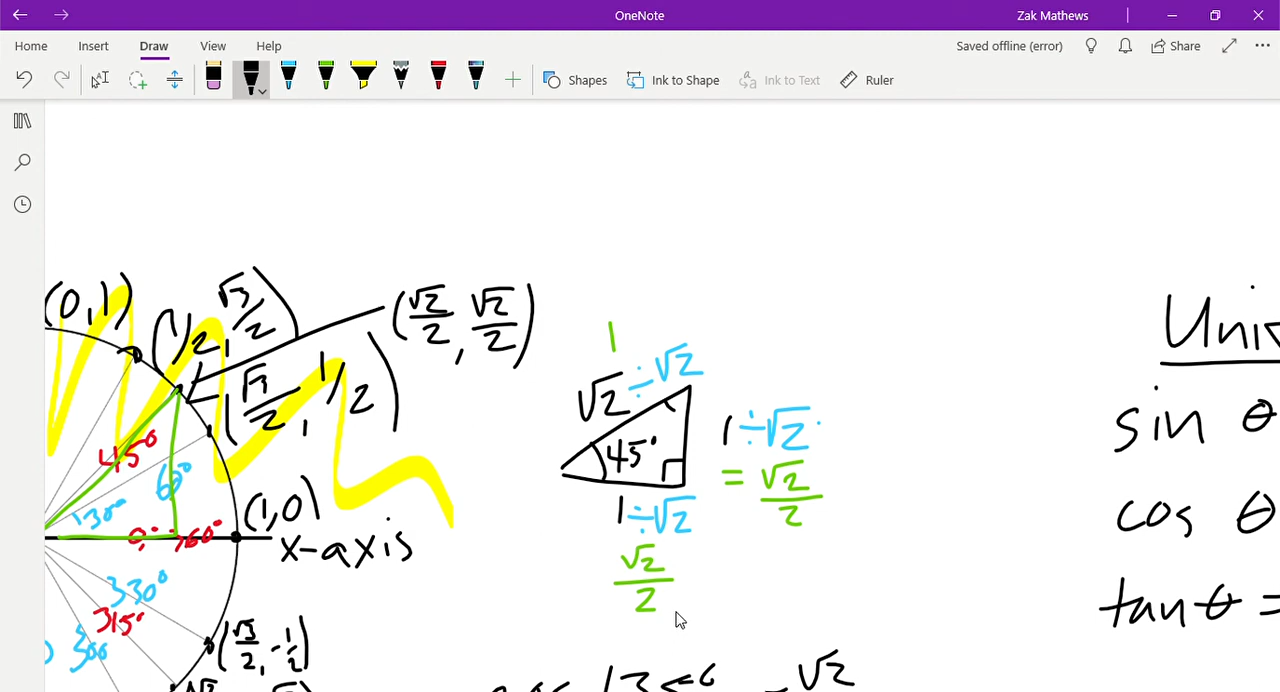 OneNote
Zak Mathews
Home Insert Draw View Help
Saved offline (error)
Share
Shapes
Ink to Shape
Ink to Text
Ruler
(0,1)
(1/2, √3/2)
(√2/2, √2/2)
(√3/2, 1/2)
45°
60°
30°
(1,0)
x-axis
360°
330°
315°
300
(√3/2, -1/2)
1
√2 ÷√2
45°
1 ÷√2
= √2/2
1 ÷√2
√2/2
√2
sin θ
cos θ
tan θ =